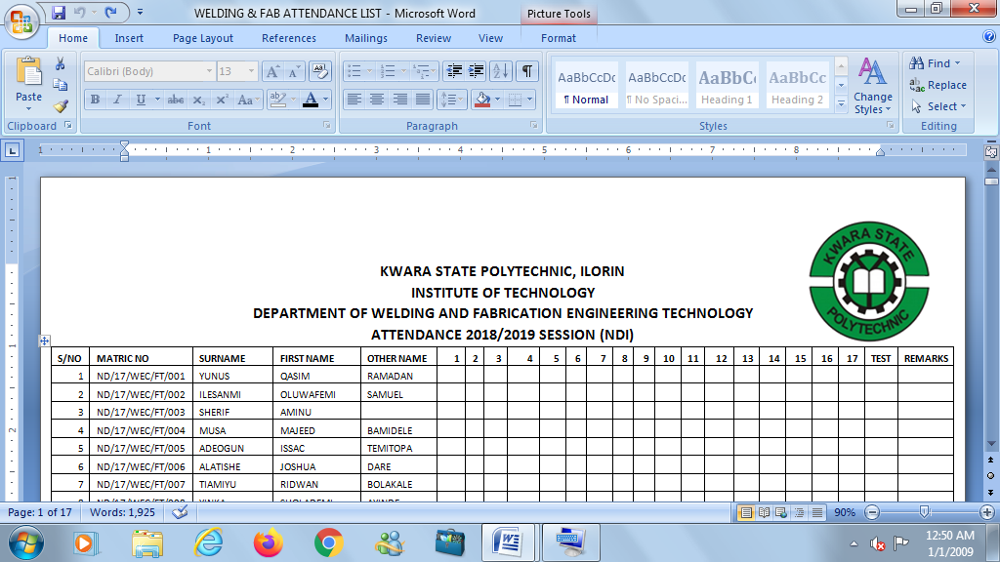 WELDING & FAB ATTENDANCE LIST - Microsoft Word
Picture Tools
Home Insert Page Layout References Mailings Review View Format
Calibri (Body) 13
AaBbCcDc AaBbCcDc AaBbCc AaBbCc
Paste
¶ Normal ¶ No Spaci... Heading 1 Heading 2
Change Styles
Find
Replace
Select
Clipboard Font Paragraph Styles Editing
1 1 2 3 4 5 6 7 8
KWARA STATE
POLYTECHNIC
KWARA STATE POLYTECHNIC, ILORIN
INSTITUTE OF TECHNOLOGY
DEPARTMENT OF WELDING AND FABRICATION ENGINEERING TECHNOLOGY
ATTENDANCE 2018/2019 SESSION (NDI)
S/NO MATRIC NO SURNAME FIRST NAME OTHER NAME 1 2 3 4 5 6 7 8 9 10 11 12 13 14 15 16 17 TEST REMARKS
1 ND/17/WEC/FT/001 YUNUS QASIM RAMADAN
2 ND/17/WEC/FT/002 ILESANMI OLUWAFEMI SAMUEL
3 ND/17/WEC/FT/003 SHERIF AMINU
4 ND/17/WEC/FT/004 MUSA MAJEED BAMIDELE
5 ND/17/WEC/FT/005 ADEOGUN ISSAC TEMITOPA
6 ND/17/WEC/FT/006 ALATISHE JOSHUA DARE
7 ND/17/WEC/FT/007 TIAMIYU RIDWAN BOLAKALE
Page: 1 of 17 Words: 1,925 90%
12:50 AM
1/1/2009